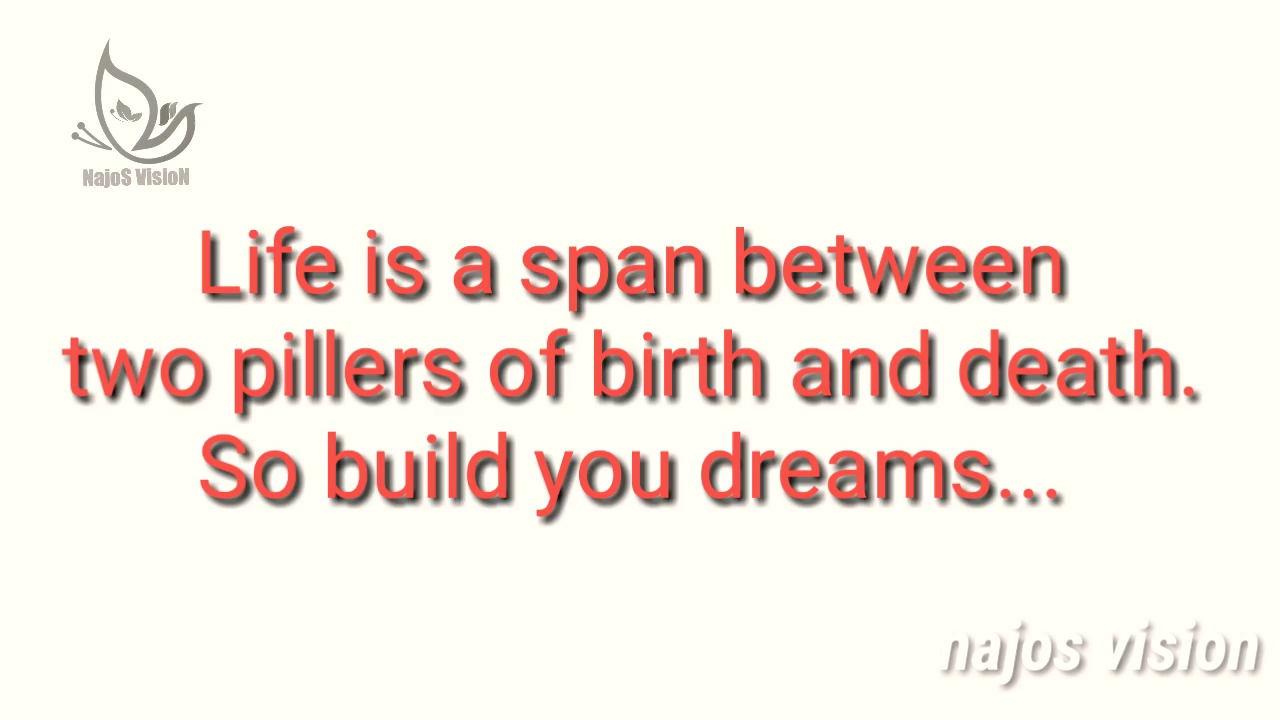 NajoS VisioN
Life is a span between
two pillers of birth and death.
So build you dreams...
najos vision